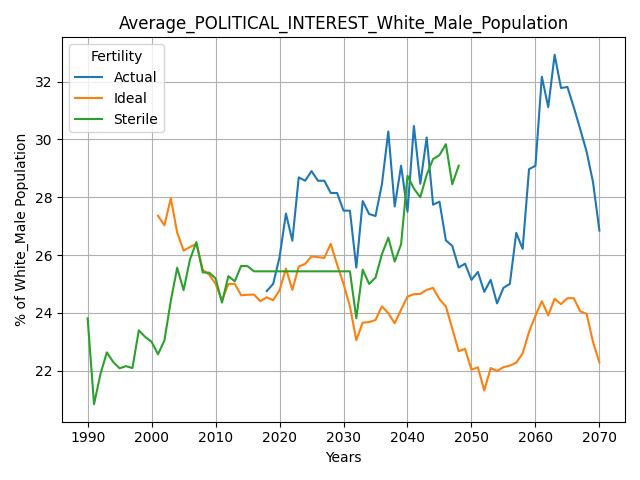 Average_POLITICAL_INTEREST_White_Male_Population
Fertility
Actual
Ideal
Sterile
% of White_Male Population
32
30
28
26
24
22
1990 2000 2010 2020 2030 2040 2050 2060 2070
Years